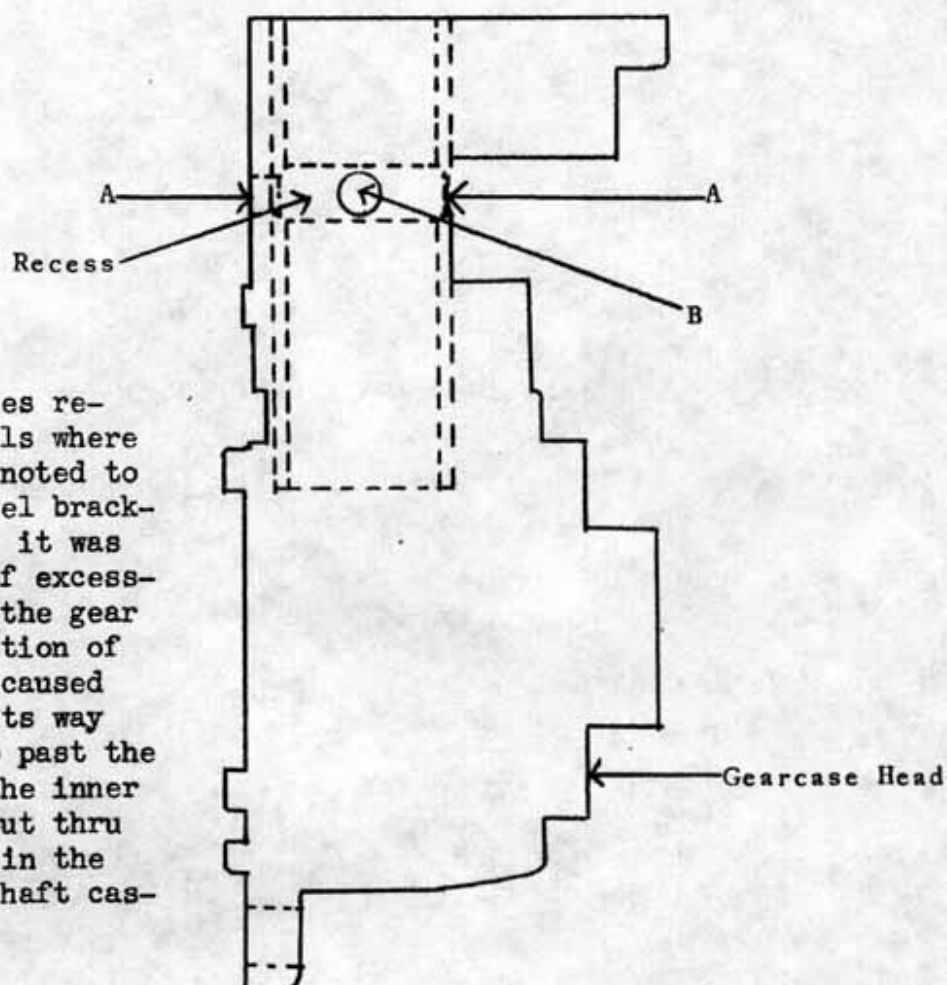 A
A
Recess
B
es re-
ls where
noted to
el brack-
it was
f excess-
the gear
tion of
caused
ts way
past the
he inner
ut thru
in the
haft cas-
Gearcase Head